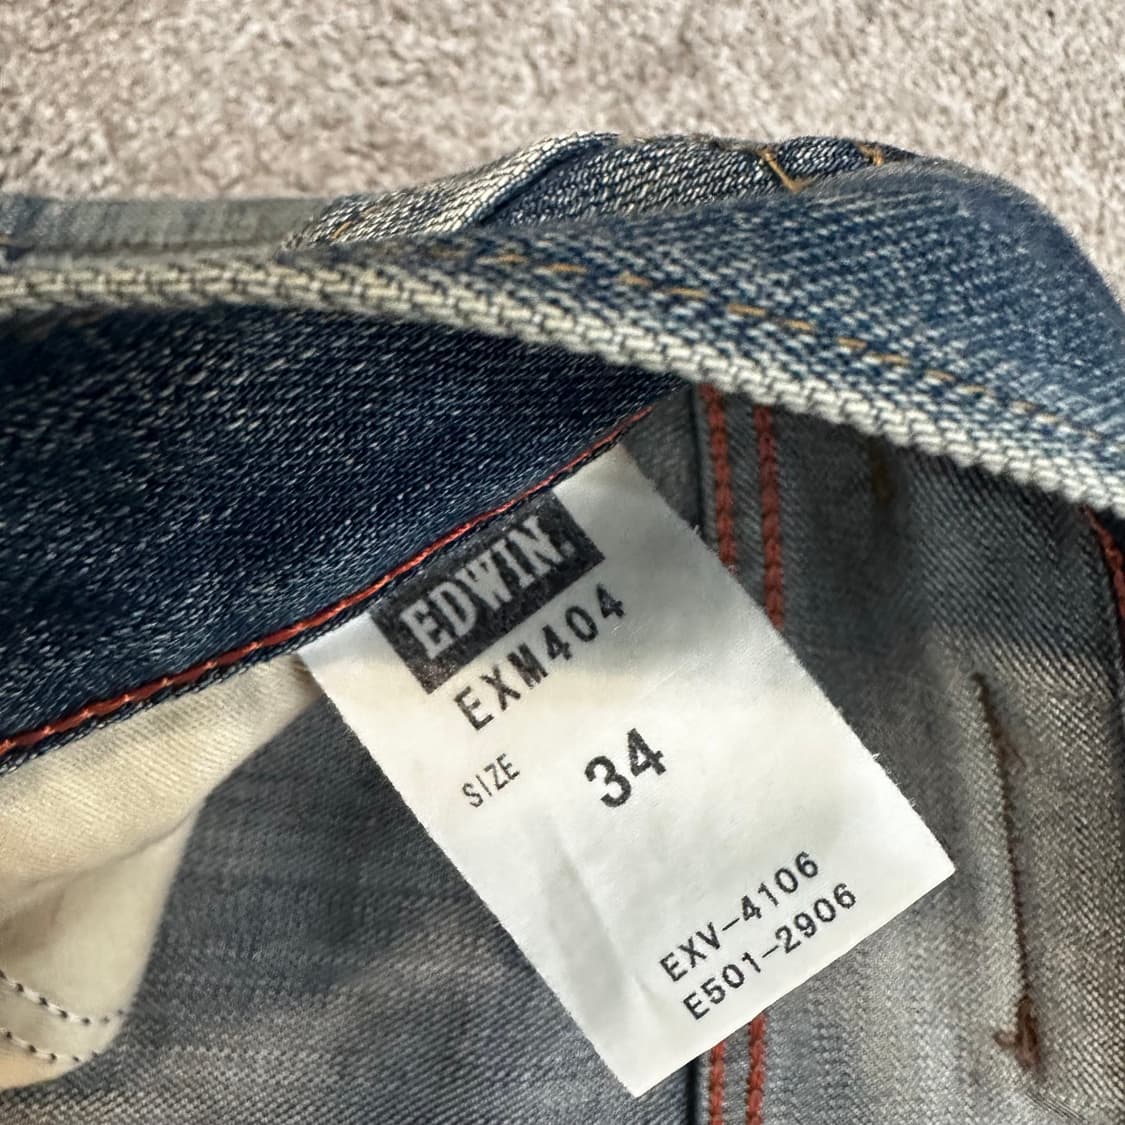 EDWIN.
EXM404
SIZE 34
EXV-4106
E501-2906